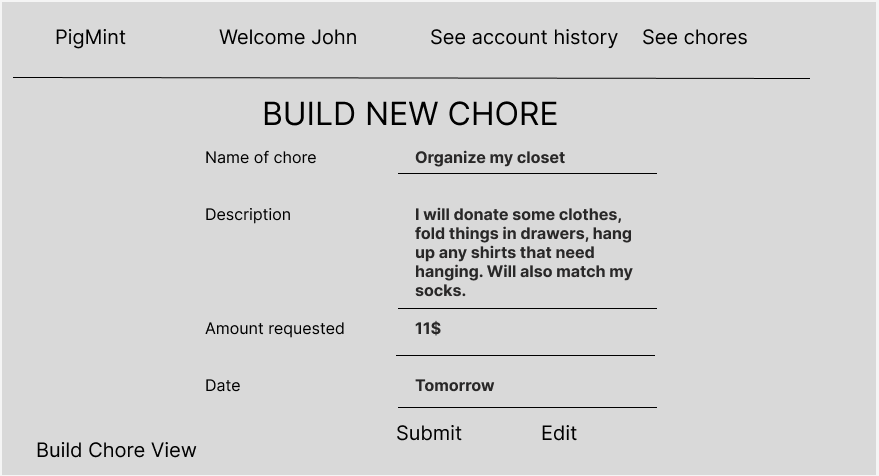 PigMint Welcome John See account history See chores
BUILD NEW CHORE
Name of chore Organize my closet
Description I will donate some clothes,
fold things in drawers, hang
up any shirts that need
hanging. Will also match my
socks.
Amount requested 11$
Date Tomorrow
Submit Edit
Build Chore View